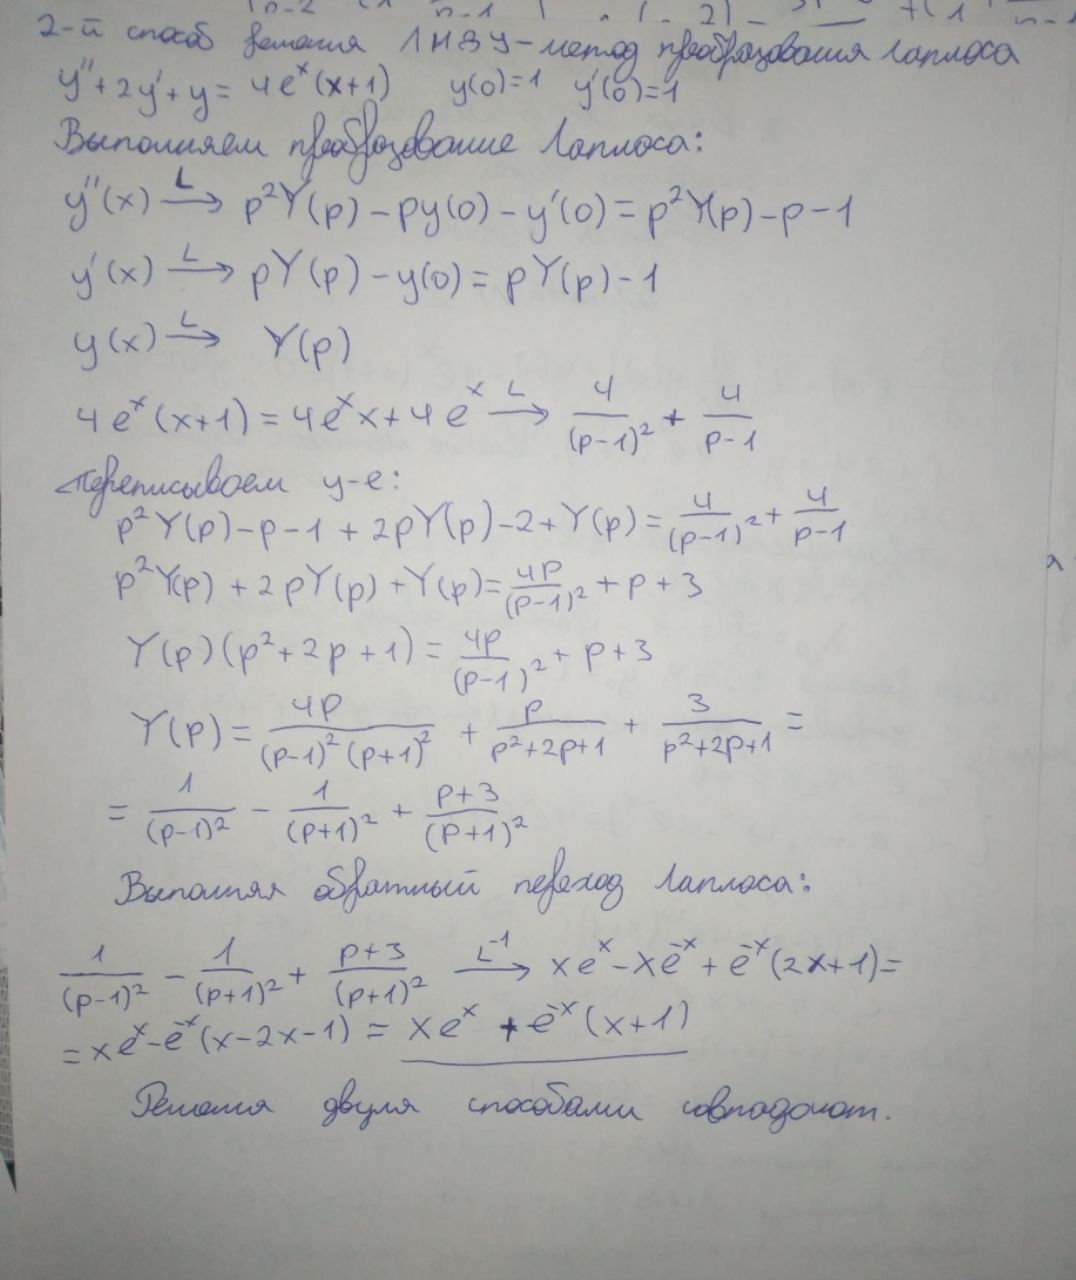 2-й способ решения ЛНДУ-метод преобразования Лапласа
y''+2y'+y=4e^x(x+1) y(0)=1 y'(0)=1
Выполняем преобразование Лапласа:
y''(x) —L→ p²Y(p)-py(0)-y'(0)=p²Y(p)-p-1
y'(x) —L→ pY(p)-y(0)=pY(p)-1
y(x) —L→ Y(p)
4e^x(x+1)=4e^x x+4e^x —L→ 4/(p-1)² + 4/(p-1)
Переписываем у-е:
p²Y(p)-p-1+2pY(p)-2+Y(p)=4/(p-1)²+4/(p-1)
p²Y(p)+2pY(p)+Y(p)=4p/(p-1)²+p+3
Y(p)(p²+2p+1)=4p/(p-1)²+p+3
Y(p)=4p/((p-1)²(p+1)²) + p/(p²+2p+1) + 3/(p²+2p+1) =
= 1/(p-1)² - 1/(p+1)² + (p+3)/(p+1)²
Выполняя обратный переход Лапласа:
1/(p-1)² - 1/(p+1)² + (p+3)/(p+1)² —L⁻¹→ xe^x-xe^-x+e^-x(2x+1)=
=xe^x-e^-x(x-2x-1)=xe^x+e^-x(x+1)
Решения двумя способами совпадают.